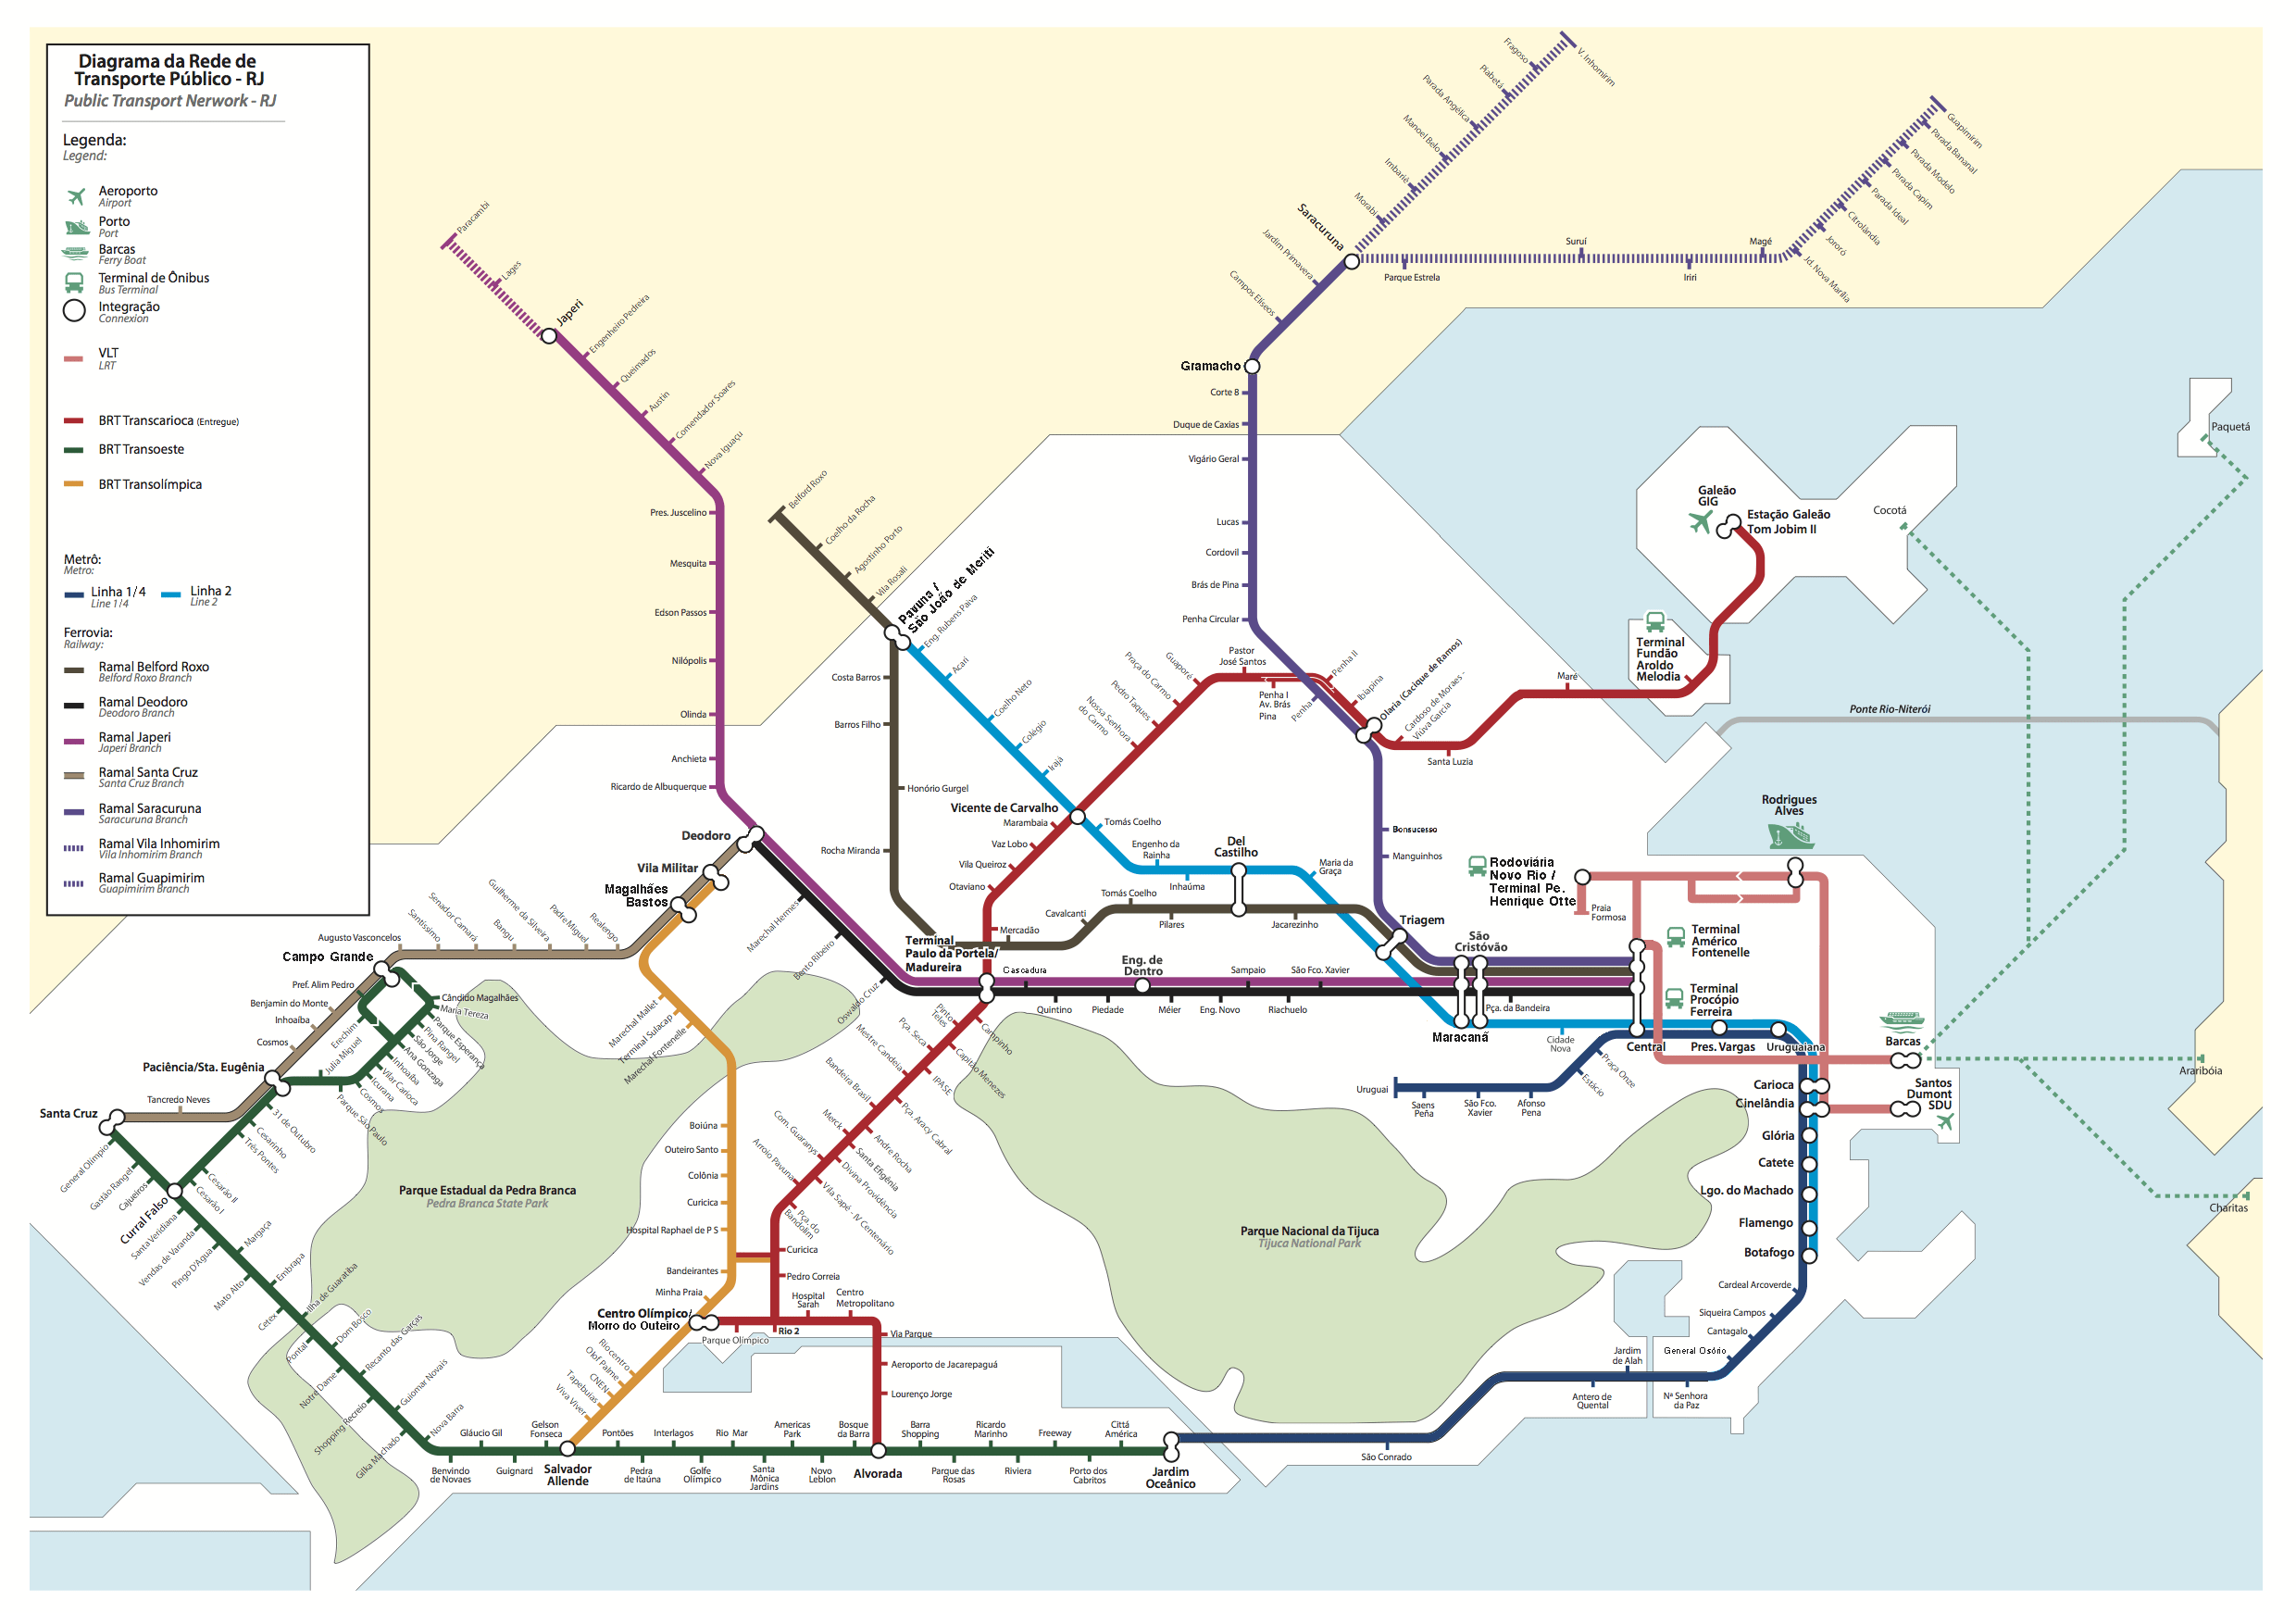 Diagrama da Rede de
Transporte Público - RJ
Public Transport Nerwork - RJ
Legenda:
Legend:
Aeroporto
Airport
Porto
Port
Barcas
Ferry Boat
Terminal de Ônibus
Bus Terminal
Integração
Connexion
VLT
LRT
BRT Transcarioca (Entregue)
BRT Transoeste
BRT Transolímpica
Metrô:
Metro:
Linha 1/4
Line 1/4
Linha 2
Line 2
Ferrovia:
Railway:
Ramal Belford Roxo
Belford Roxo Branch
Ramal Deodoro
Deodoro Branch
Ramal Japeri
Japeri Branch
Ramal Santa Cruz
Santa Cruz Branch
Ramal Saracuruna
Saracuruna Branch
Ramal Vila Inhomirim
Vila Inhomirim Branch
Ramal Guapimirim
Guapimirim Branch
Paracambi
Lages
Japeri
Engenheiro Pedreira
Queimados
Austin
Comendador Soares
Nova Iguaçu
Pres. Juscelino
Mesquita
Edson Passos
Nilópolis
Olinda
Anchieta
Ricardo de Albuquerque
Deodoro
Vila Militar
Magalhães
Bastos
Belford Roxo
Coelho da Rocha
Agostinho Porto
Vila Rosali
Pavuna /
São João de Meriti
Eng. Rubens Paiva
Acari
Coelho Neto
Colégio
Irajá
Costa Barros
Barros Filho
Honório Gurgel
Rocha Miranda
V. Inhomirim
Fragoso
Piabetá
Parada Angélica
Manoel Belo
Imbariê
Morabi
Saracuruna
Jardim Primavera
Campos Elíseos
Gramacho
Corte 8
Duque de Caxias
Vigário Geral
Lucas
Cordovil
Brás de Pina
Penha Circular
Parque Estrela
Suruí
Iriri
Magé
Jd. Nova Marília
Jororó
Citrolândia
Parada Ideal
Parada Capim
Parada Modelo
Parada Bananal
Guapimirim
Paquetá
Cocotá
Galeão
GIG
Estação Galeão
Tom Jobim II
Terminal
Fundão
Aroldo
Melodia
Ponte Rio-Niterói
Maré
Santa Luzia
Cardoso de Moraes -
Viúva Garcia
Olaria (Cacique de Ramos)
Ibiapina
Penha II
Penha
Penha I
Av. Brás
Pina
Pastor
José Santos
Guaporé
Praça do Carmo
Pedro Taques
Nossa Senhora
do Carmo
Vicente de Carvalho
Marambaia
Vaz Lobo
Vila Queiroz
Otaviano
Mercadão
Terminal
Paulo da Portela/
Madureira
Tomás Coelho
Engenho da
Rainha
Inhaúma
Del
Castilho
Maria da
Graça
Cavalcanti
Tomás Coelho
Pilares
Jacarezinho
Bonsucesso
Manguinhos
Triagem
São
Cristóvão
Maracanã
Cascadura
Quintino
Piedade
Eng. de
Dentro
Méier
Eng. Novo
Sampaio
Riachuelo
São Fco. Xavier
Pça. da Bandeira
Marechal Hermes
Bento Ribeiro
Oswaldo Cruz
Rodoviária
Novo Rio /
Terminal Pe.
Henrique Otte
Praia
Formosa
Rodrigues
Alves
Terminal
Américo
Fontenelle
Terminal
Procópio
Ferreira
Cidade
Nova
Central
Pres. Vargas
Uruguaiana
Barcas
Araribóia
Charitas
Santos
Dumont
SDU
Carioca
Cinelândia
Glória
Catete
Lgo. do Machado
Flamengo
Botafogo
Cardeal Arcoverde
Siqueira Campos
Cantagalo
General Osório
Nª Senhora
da Paz
Jardim
de Alah
Antero de
Quental
São Conrado
Jardim
Oceânico
Uruguai
Saens
Peña
São Fco.
Xavier
Afonso
Pena
Estácio
Praça Onze
Realengo
Padre Miguel
Guilherme da Silveira
Bangu
Senador Camará
Santíssimo
Augusto Vasconcelos
Campo Grande
Pref. Alim Pedro
Benjamin do Monte
Inhoaíba
Cosmos
Paciência/Sta. Eugênia
Tancredo Neves
Santa Cruz
Cândido Magalhães
Maria Tereza
Parque Esperança
Pina Rangel
São Jorge
Ana Gonzaga
Inhoaíba
Vilar Carioca
Icurana
Cosmos
Parque São Paulo
Julia Miguel
Erechim
31 de Outubro
Cesarinho
Três Pontes
Cesarão II
Cesarão I
General Olímpio
Gastão Rangel
Cajueiros
Curral Falso
Santa Veridiana
Vendas de Varanda
Pingo D'Água
Mato Alto
Cetex
Pontal
Notre Dame
Shopping Recreio
Gilka Machado
Margaça
Embrapa
Ilha de Guaratiba
Dom Bosco
Recanto das Garças
Guiomar Novais
Nova Barra
Benvindo
de Novaes
Gláucio Gil
Guignard
Gelson
Fonseca
Salvador
Allende
Pontões
Pedra
de Itaúna
Interlagos
Golfe
Olímpico
Rio Mar
Santa
Mônica
Jardins
Americas
Park
Novo
Leblon
Bosque
da Barra
Alvorada
Barra
Shopping
Parque das
Rosas
Ricardo
Marinho
Riviera
Freeway
Porto dos
Cabritos
Città
América
Marechal Mallet
Terminal Sulacap
Marechal Fontenelle
Boiúna
Outeiro Santo
Colônia
Curicica
Hospital Raphael de P S
Bandeirantes
Minha Praia
Centro Olímpico/
Morro do Outeiro
Riocentro
Olof Palme
CNEN
Tapebuias
Viva Viver
Parque Olímpico
Rio 2
Hospital
Sarah
Centro
Metropolitano
Via Parque
Aeroporto de Jacarepaguá
Lourenço Jorge
Pedro Correia
Curicica
Pça. do
Bandolim
Arroio Pavuna
Vila Sapê - IV Centenário
Com. Guaranys
Divina Providência
Santa Efigênia
Merck
Andre Rocha
Bandeira Brasil
Pça. Aracy Cabral
Mestre Candeia
IPASE
Pça. Seca
Capitão Menezes
Pinto
Teles
Campinho
Parque Estadual da Pedra Branca
Pedra Branca State Park
Parque Nacional da Tijuca
Tijuca National Park